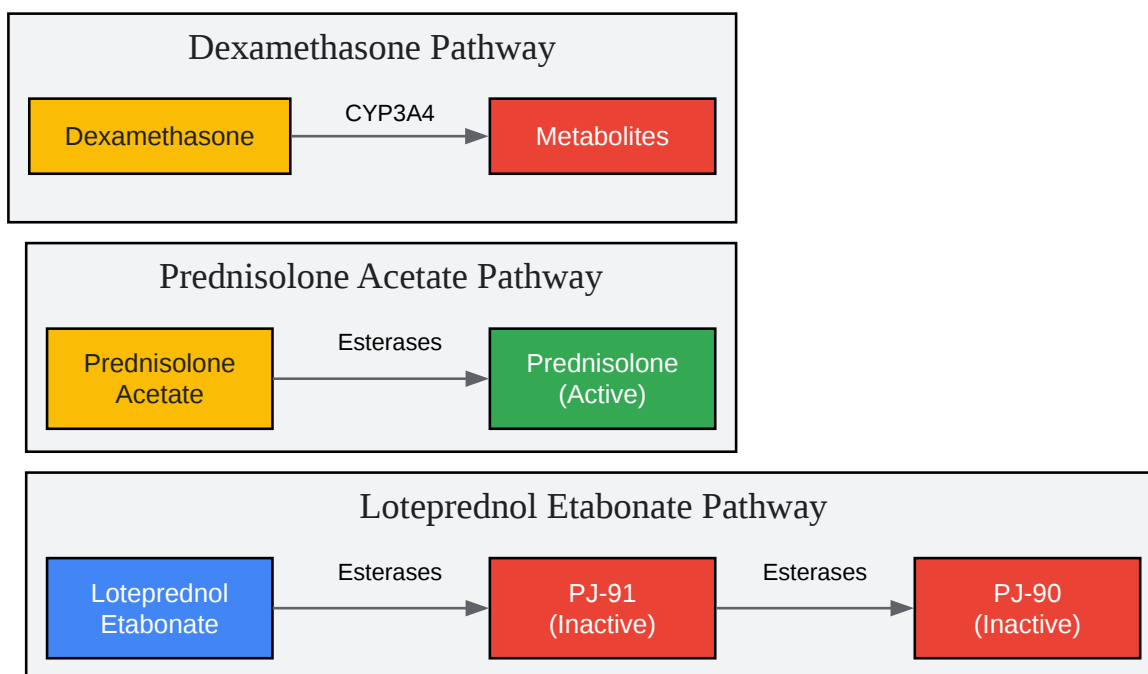 Dexamethasone Pathway
Dexamethasone
CYP3A4
Metabolites
Prednisolone Acetate Pathway
Prednisolone
Acetate
Esterases
Prednisolone
(Active)
Loteprednol Etabonate Pathway
Loteprednol
Etabonate
Esterases
PJ-91
(Inactive)
Esterases
PJ-90
(Inactive)